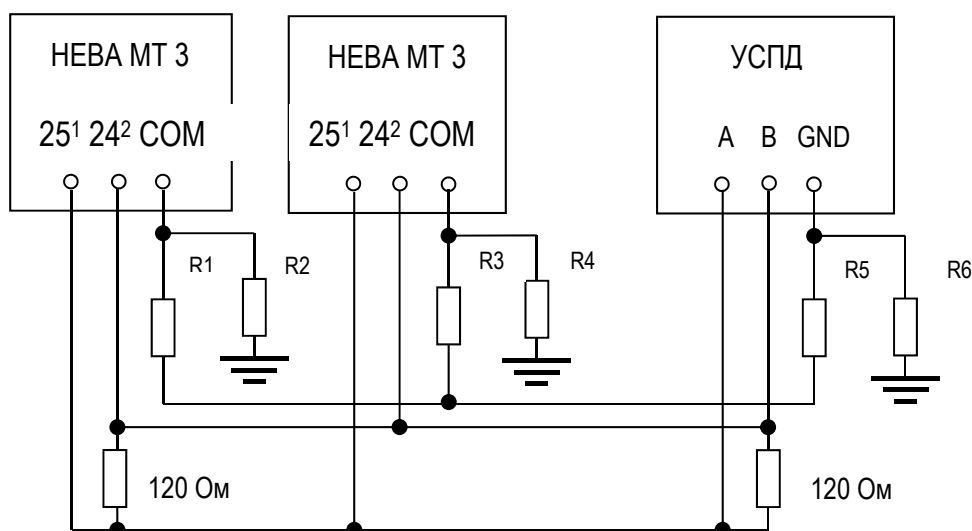 НЕВА МТ 3
25¹ 24² COM
НЕВА МТ 3
25¹ 24² COM
УСПД
A B GND
R1 R2 R3 R4 R5 R6
120 Ом 120 Ом